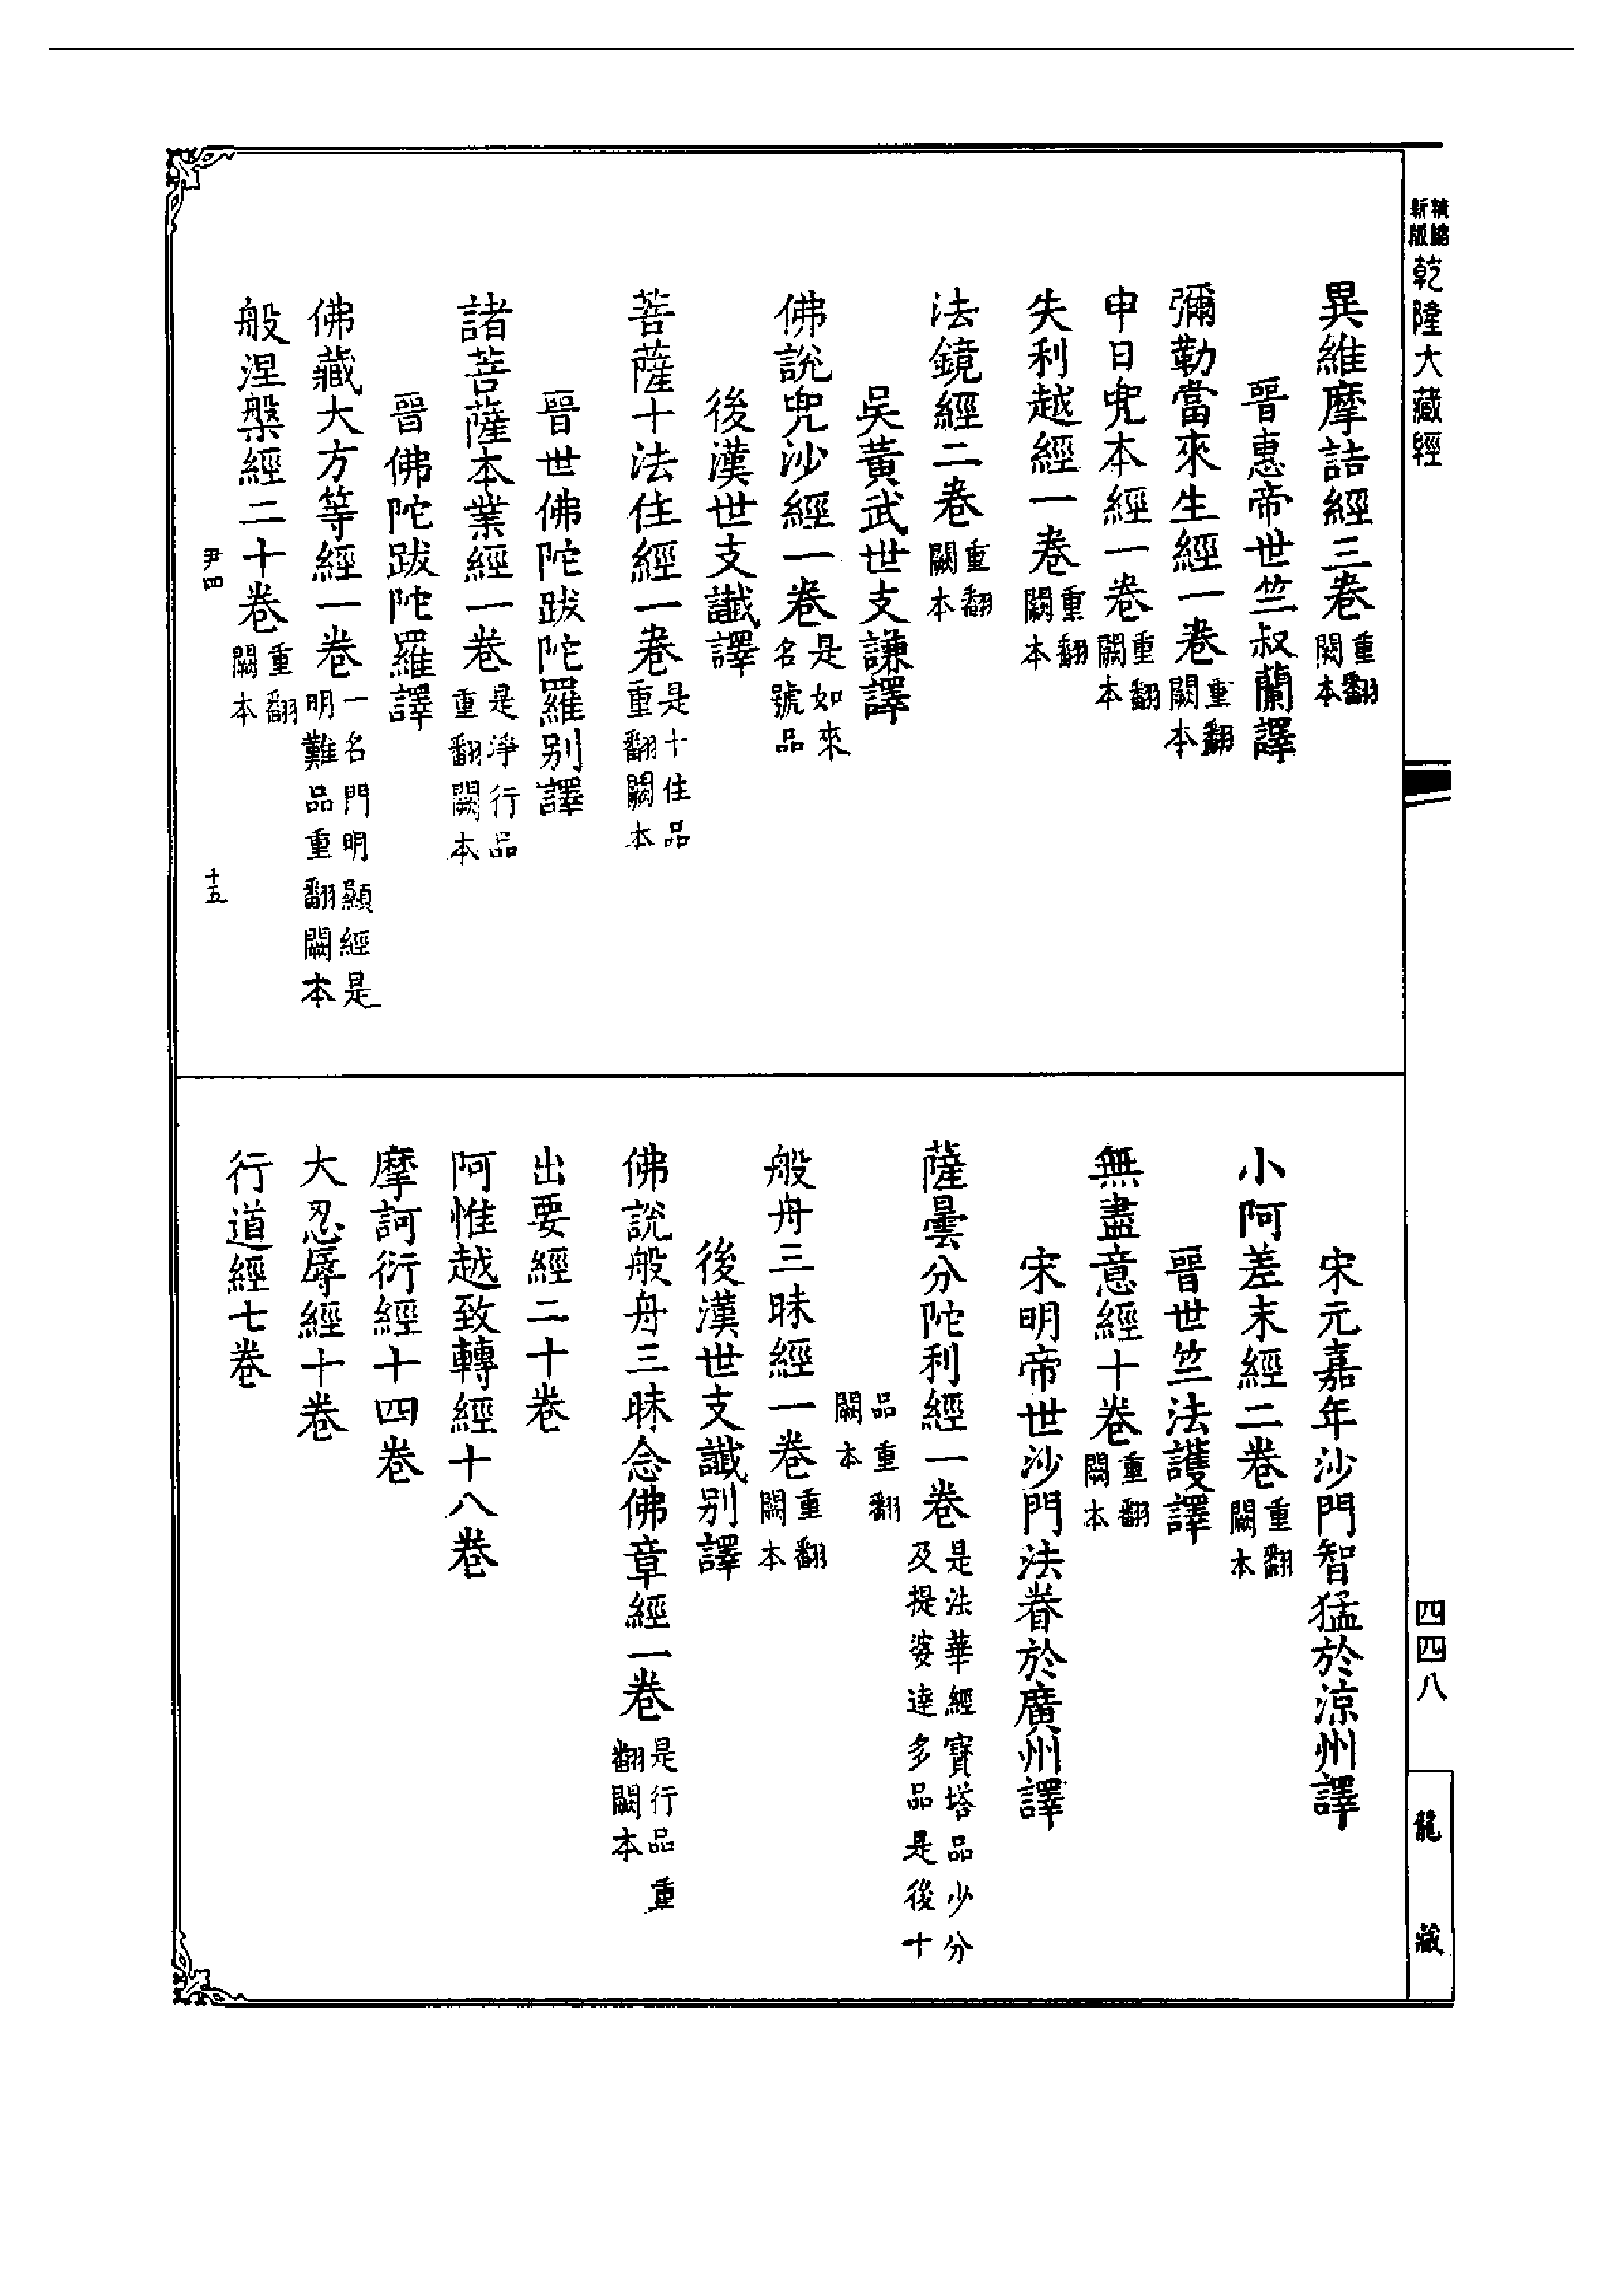 精縮
新版
乾隆大藏經
四四八
龍藏
異維摩詰經三卷重翻闕本
晉惠帝世竺叔蘭譯
彌勒當來生經一卷重翻闕本
申日兜本經一卷重翻闕本
失利越經一卷重翻闕本
法鏡經二卷重翻闕本
吳黃武世支謙譯
佛說兜沙經一卷是如來名號品
後漢世支讖譯
菩薩十法住經一卷是十住品重翻闕本
晉世佛陀跋陀羅别譯
諸菩薩本業經一卷是淨行品重翻闕本
晉佛陀跋陀羅譯
佛藏大方等經一卷一名門明顯經是明難品重翻闕本
般涅槃經二十卷重翻闕本
尹四
十五
宋元嘉年沙門智猛於涼州譯
小阿差末經二卷重翻闕本
晉世竺法護譯
無盡意經十卷重翻闕本
宋明帝世沙門法眷於廣州譯
薩曇分陀利經一卷是法華經寶塔品少分及提婆達多品是後十
品重翻闕本
般舟三昧經一卷重翻闕本
後漢世支讖别譯
佛說般舟三昧念佛章經一卷是行品重翻闕本
出要經二十卷
阿惟越致轉經十八卷
摩訶衍經十四卷
大忍辱經十卷
行道經七卷